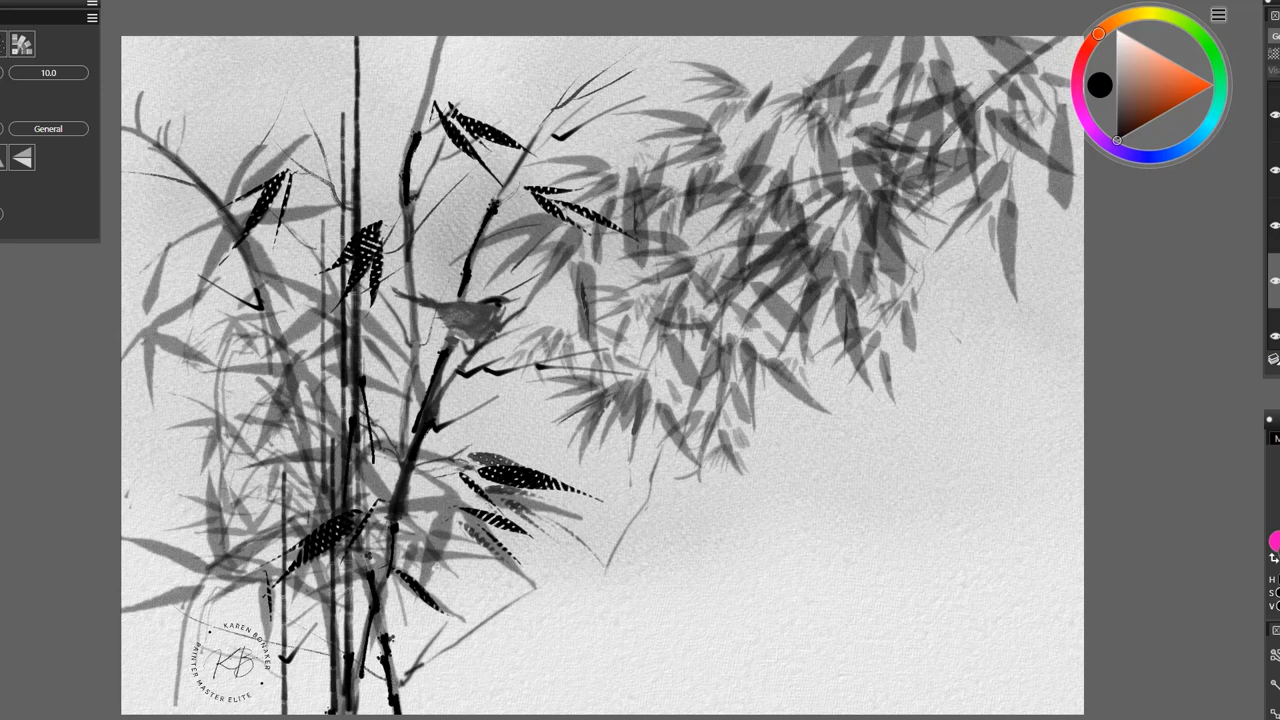 10.0
General
H
S
V
KAREN BONAKER
KB
PAINTER MASTER ELITE